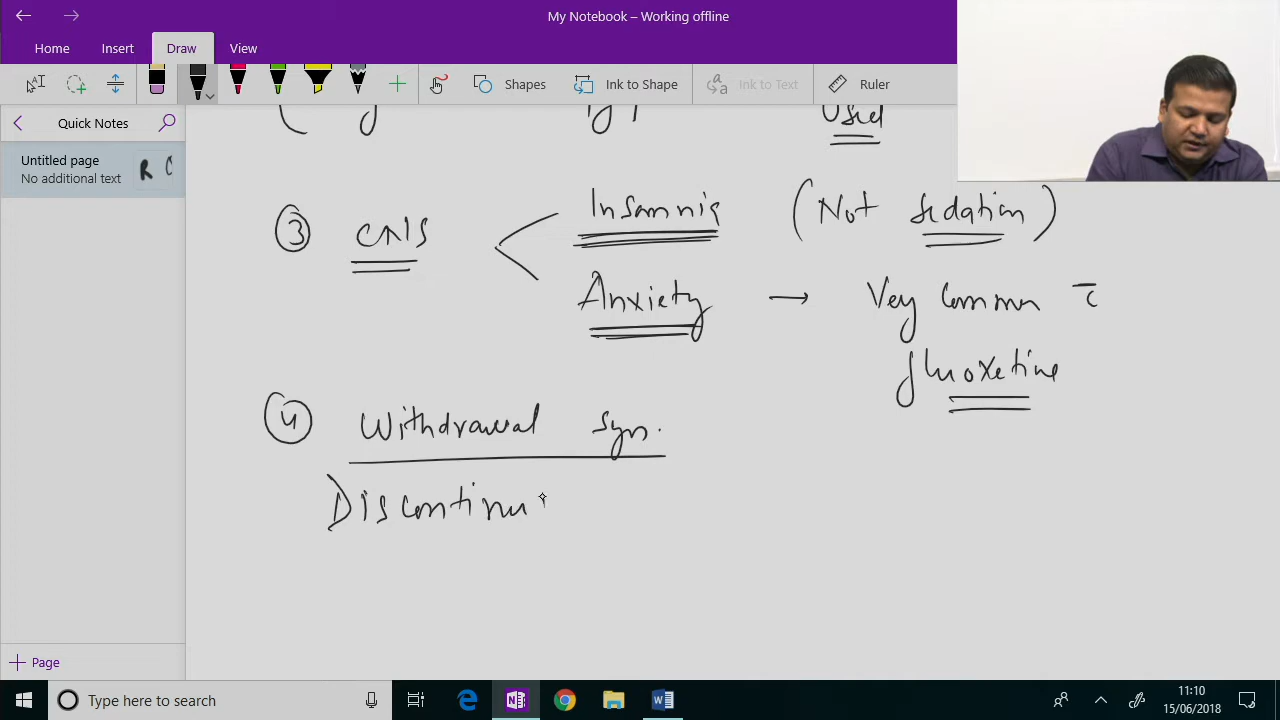 My Notebook – Working offline
Home Insert Draw View
Shapes Ink to Shape Ink to Text Ruler
Quick Notes
Untitled page
No additional text
R C
Used
3 CNS Insomnia (Not sedation)
Anxiety → Vey Common c̄
fluoxetine
4 Withdrawal syn.
Discontinu
+ Page
Type here to search
11:10
15/06/2018